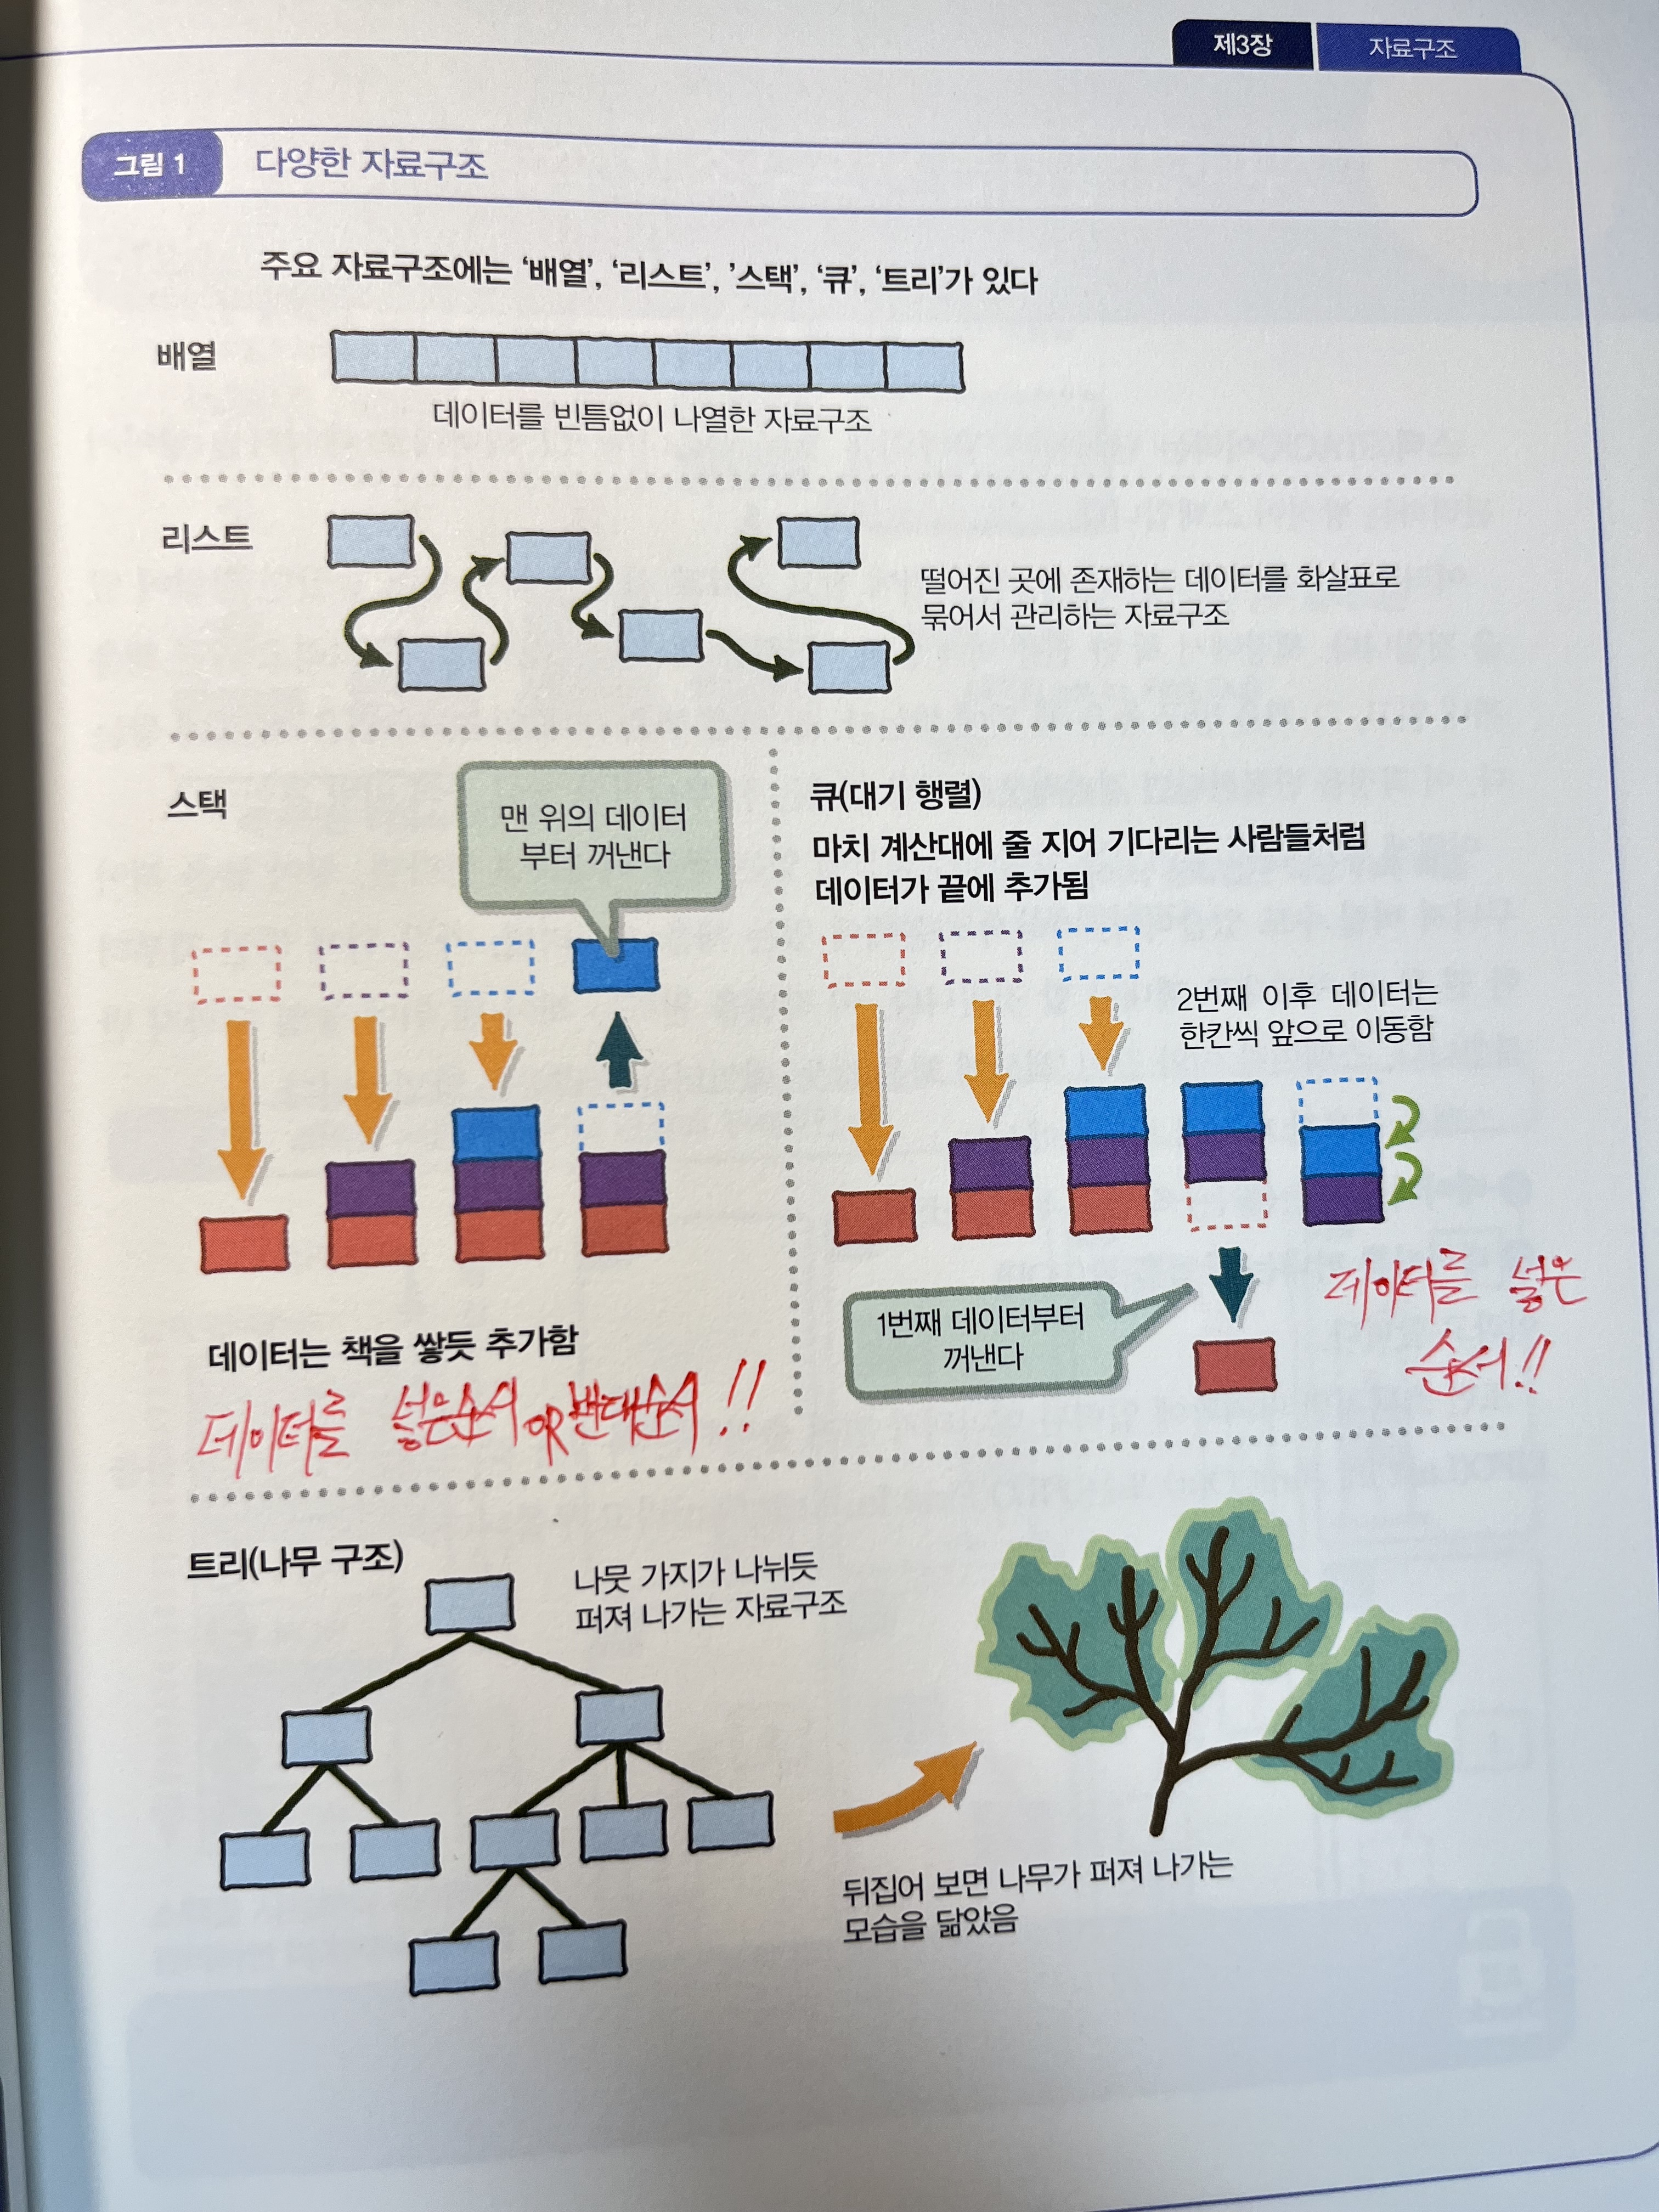 제3장 자료구조
그림 1 다양한 자료구조
주요 자료구조에는 ‘배열’, ‘리스트’, ’스택’, ‘큐’, ‘트리’가 있다
배열
데이터를 빈틈없이 나열한 자료구조
리스트
떨어진 곳에 존재하는 데이터를 화살표로
묶어서 관리하는 자료구조
스택
맨 위의 데이터
부터 꺼낸다
데이터는 책을 쌓듯 추가함
데이터를 넣은순서 OR 반대순서!!
큐(대기 행렬)
마치 계산대에 줄 지어 기다리는 사람들처럼
데이터가 끝에 추가됨
2번째 이후 데이터는
한칸씩 앞으로 이동함
1번째 데이터부터
꺼낸다
데이터를 넣은
순서!!
트리(나무 구조)
나뭇 가지가 나뉘듯
퍼져 나가는 자료구조
뒤집어 보면 나무가 퍼져 나가는
모습을 닮았음